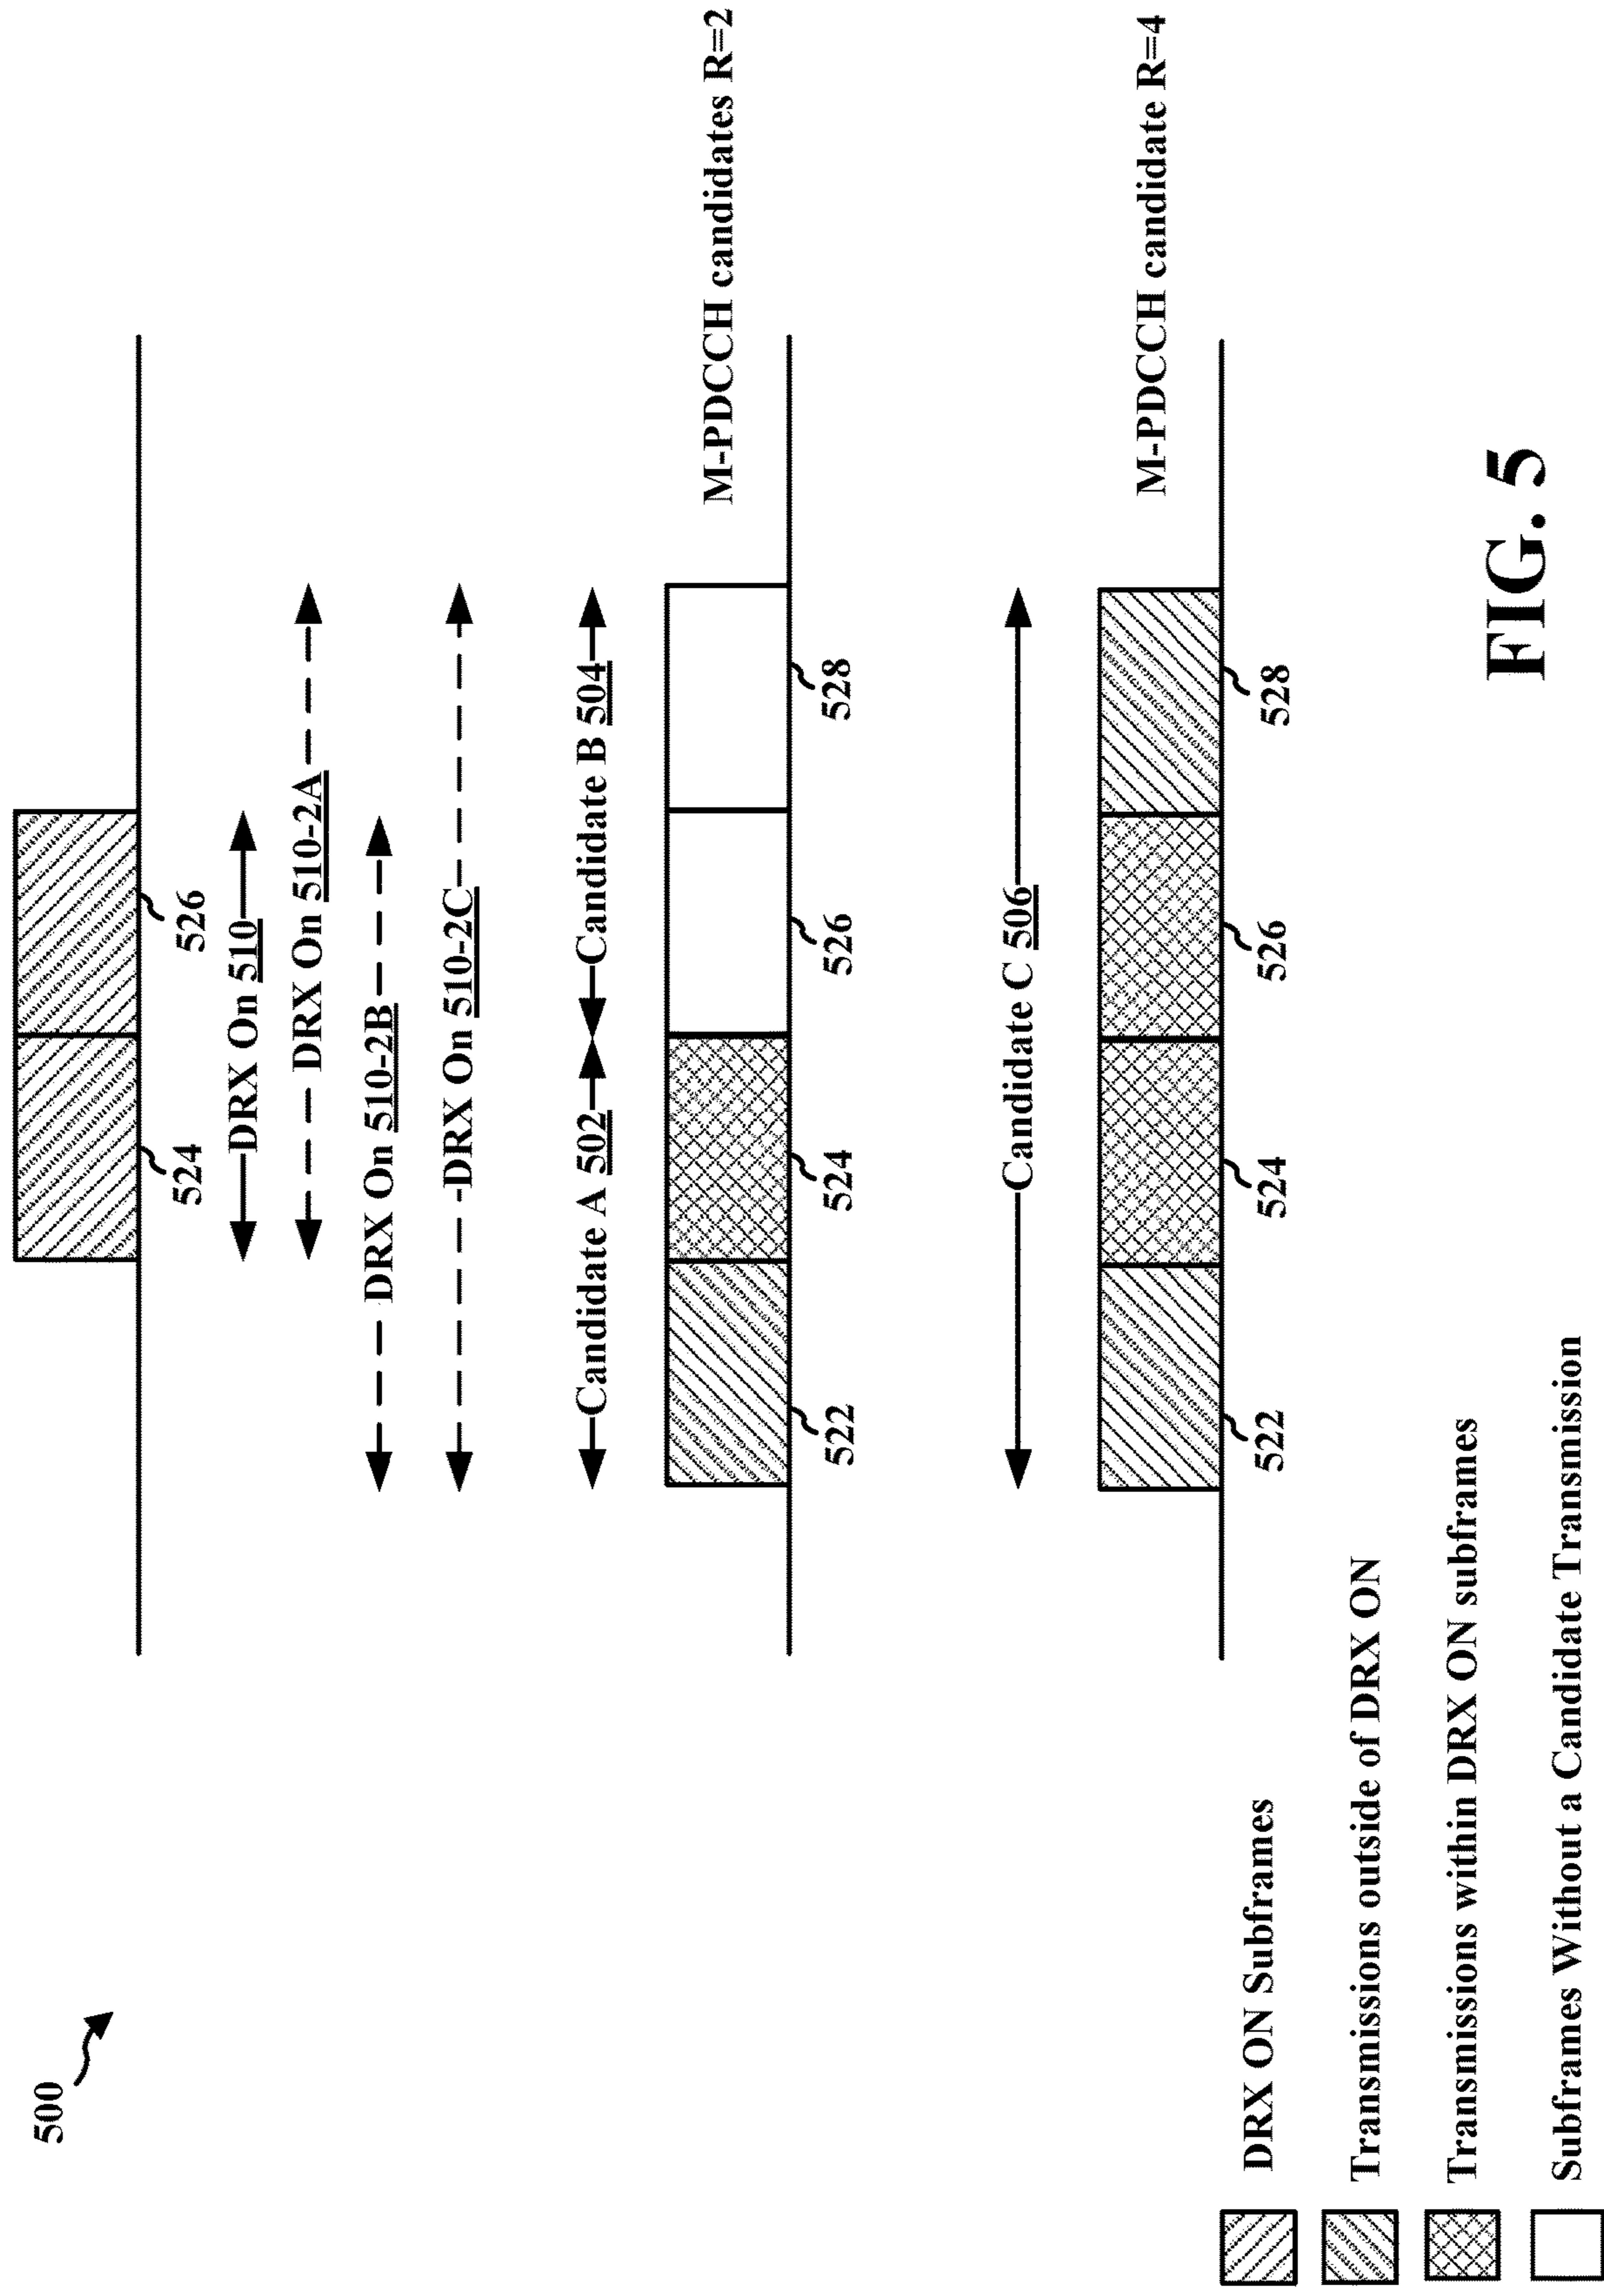 500
524
526
DRX On 510
DRX On 510-2A
DRX On 510-2B
DRX On 510-2C
Candidate A 502
Candidate B 504
M-PDCCH candidates R=2
522
524
526
528
Candidate C 506
M-PDCCH candidate R=4
522
524
526
528
DRX ON Subframes
Transmissions outside of DRX ON
Transmissions within DRX ON subframes
Subframes Without a Candidate Transmission
FIG. 5